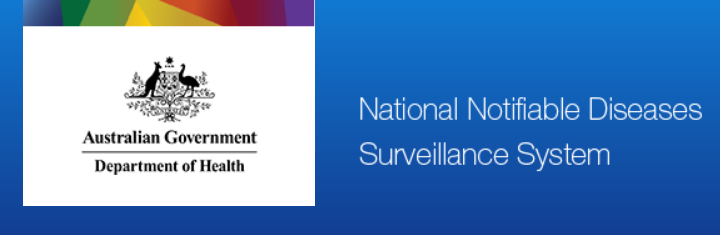 Australian Government
Department of Health
National Notifiable Diseases
Surveillance System